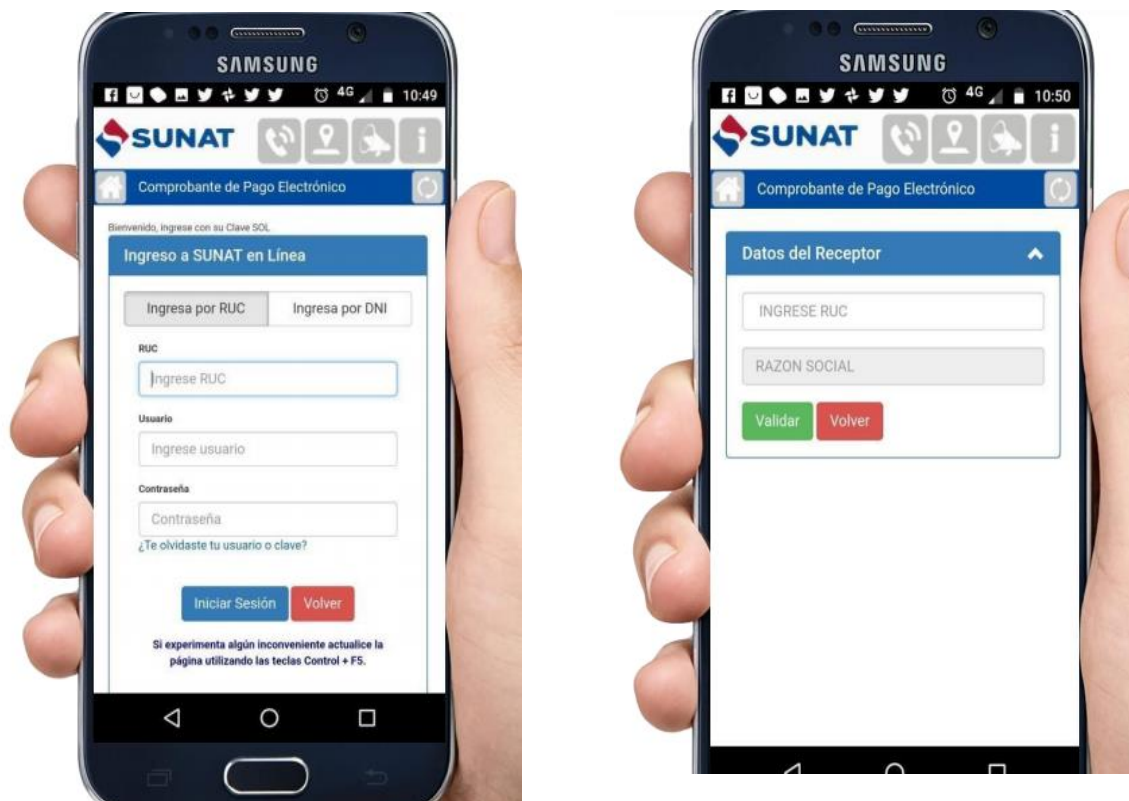 SAMSUNG
4G 10:49
SUNAT
Comprobante de Pago Electrónico
Bienvenido, ingrese con su Clave SOL
Ingreso a SUNAT en Línea
Ingresa por RUC Ingresa por DNI
RUC
Ingrese RUC
Usuario
Ingrese usuario
Contraseña
Contraseña
¿Te olvidaste tu usuario o clave?
Iniciar Sesión Volver
Si experimenta algún inconveniente actualice la
página utilizando las teclas Control + F5.
SAMSUNG
4G 10:50
SUNAT
Comprobante de Pago Electrónico
Datos del Receptor
INGRESE RUC
RAZON SOCIAL
Validar Volver